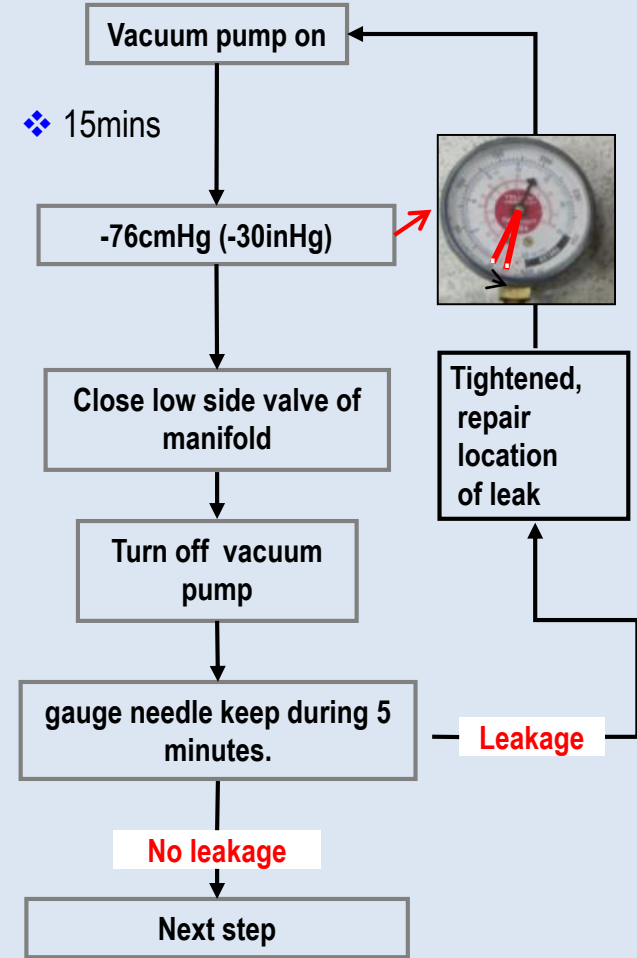 Vacuum pump on
15mins
-76cmHg (-30inHg)
Close low side valve of
manifold
Turn off vacuum
pump
gauge needle keep during 5
minutes.
Leakage
No leakage
Next step
Tightened,
repair
location
of leak